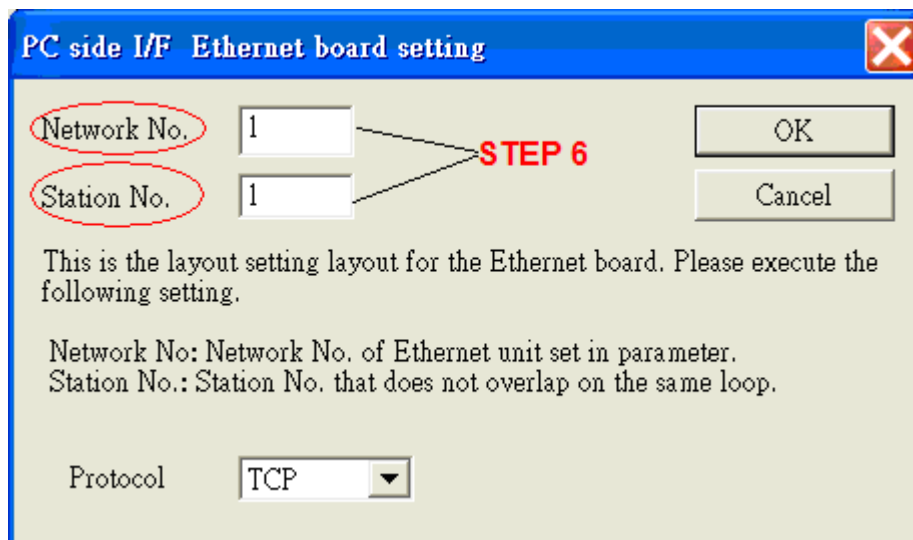 PC side I/F Ethernet board setting
Network No. 1
STEP 6
OK
Station No. 1
Cancel
This is the layout setting layout for the Ethernet board. Please execute the
following setting.
Network No: Network No. of Ethernet unit set in parameter.
Station No.: Station No. that does not overlap on the same loop.
Protocol TCP